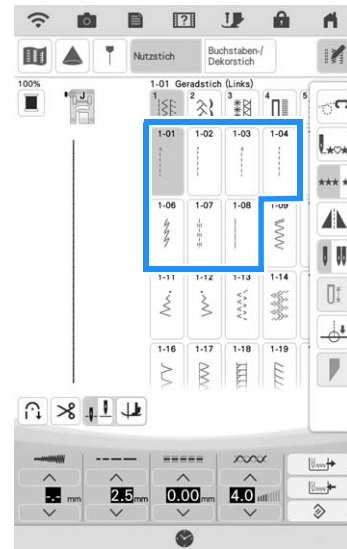 ?
Nutzstich
Buchstaben-/
Dekorstich
100%
J
1-01 Geradstich (Links)
1 2 3 4 5
1-01 1-02 1-03 1-04
1-06 1-07 1-08 1-09
1-11 1-12 1-13 1-14
1-16 1-17 1-18 1-19
-.- mm 2.5 mm 0.00 mm 4.0